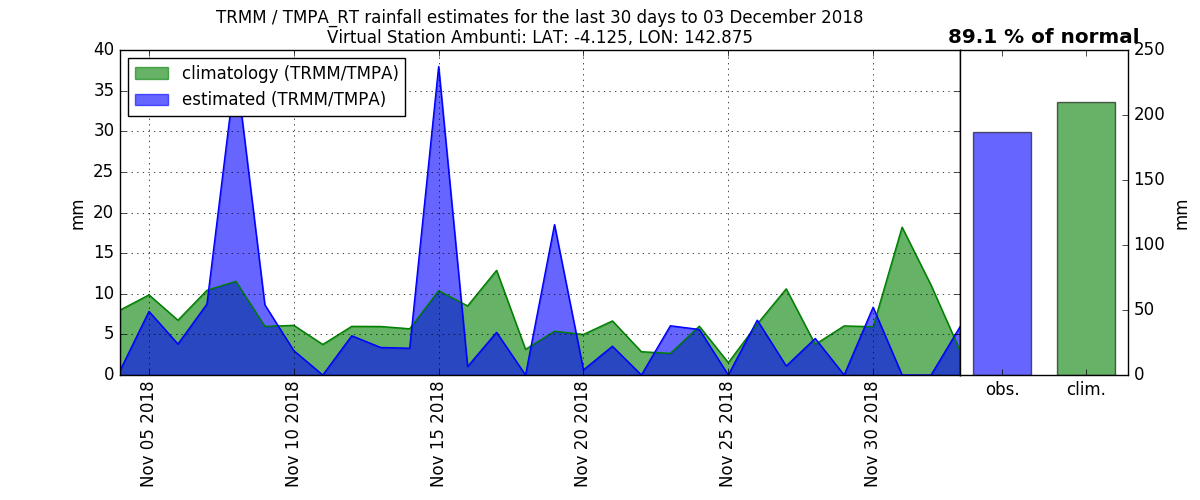 TRMM / TMPA_RT rainfall estimates for the last 30 days to 03 December 2018
Virtual Station Ambunti: LAT: -4.125, LON: 142.875
89.1 % of normal
climatology (TRMM/TMPA)
estimated (TRMM/TMPA)
40
35
30
25
20
15
10
5
0
mm
Nov 05 2018
Nov 10 2018
Nov 15 2018
Nov 20 2018
Nov 25 2018
Nov 30 2018
obs.
clim.
250
200
150
100
50
0
mm